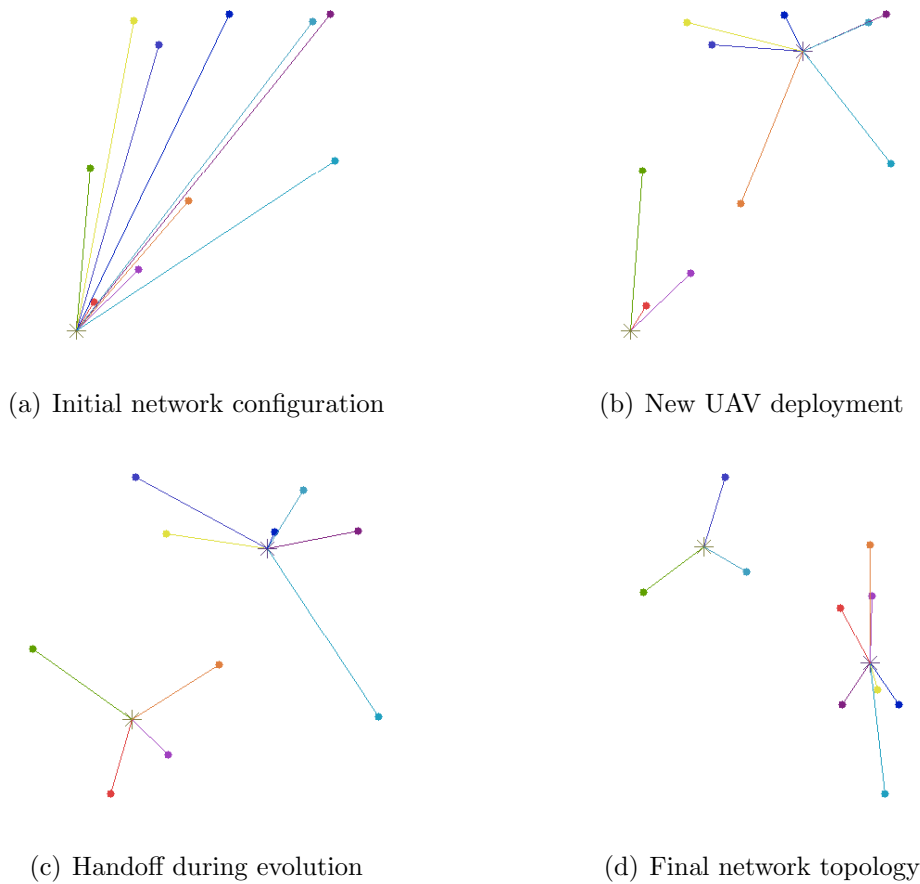 (a) Initial network configuration
(b) New UAV deployment
(c) Handoff during evolution
(d) Final network topology